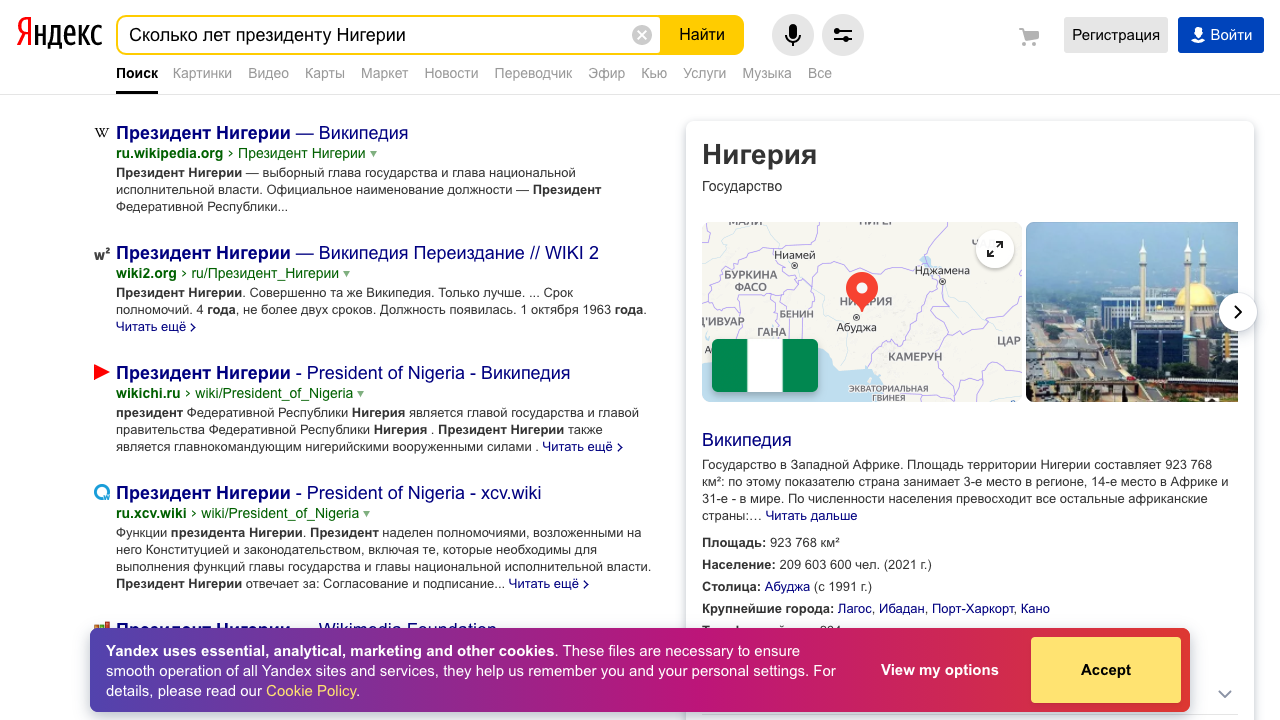 Яндекс
Сколько лет президенту Нигерии
Найти
Регистрация
Войти
Поиск Картинки Видео Карты Маркет Новости Переводчик Эфир Кью Услуги Музыка Все
Президент Нигерии — Википедия
ru.wikipedia.org › Президент Нигерии
Президент Нигерии — выборный глава государства и глава национальной
исполнительной власти. Официальное наименование должности — Президент
Федеративной Республики...
Президент Нигерии — Википедия Переиздание // WIKI 2
wiki2.org › ru/Президент_Нигерии
Президент Нигерии. Совершенно та же Википедия. Только лучше. ... Срок
полномочий. 4 года, не более двух сроков. Должность появилась. 1 октября 1963 года.
Читать ещё ›
Президент Нигерии - President of Nigeria - Википедия
wikichi.ru › wiki/President_of_Nigeria
президент Федеративной Республики Нигерия является главой государства и главой
правительства Федеративной Республики Нигерия . Президент Нигерии также
является главнокомандующим нигерийскими вооруженными силами . Читать ещё ›
Президент Нигерии - President of Nigeria - xcv.wiki
ru.xcv.wiki › wiki/President_of_Nigeria
Функции президента Нигерии. Президент наделен полномочиями, возложенными на
него Конституцией и законодательством, включая те, которые необходимы для
выполнения функций главы государства и главы национальной исполнительной власти.
Президент Нигерии отвечает за: Согласование и подписание... Читать ещё ›
Президент Нигерии — Wikimedia Foundation
Нигерия
Государство
Ниамей
Нджамена
БУРКИНА
ФАСО
НИГЕРИЯ
БЕНИН
Абуджа
Д'ИВУАР
ГАНА
ЦАР
КАМЕРУН
ЭКВАТОРИАЛЬНАЯ
ГВИНЕЯ
Википедия
Государство в Западной Африке. Площадь территории Нигерии составляет 923 768
км²: по этому показателю страна занимает 3-е место в регионе, 14-е место в Африке и
31-е - в мире. По численности населения превосходит все остальные африканские
страны:… Читать дальше
Площадь: 923 768 км²
Население: 209 603 600 чел. (2021 г.)
Столица: Абуджа (с 1991 г.)
Крупнейшие города: Лагос, Ибадан, Порт-Харкорт, Кано
Yandex uses essential, analytical, marketing and other cookies. These files are necessary to ensure
smooth operation of all Yandex sites and services, they help us remember you and your personal settings. For
details, please read our Cookie Policy.
View my options
Accept